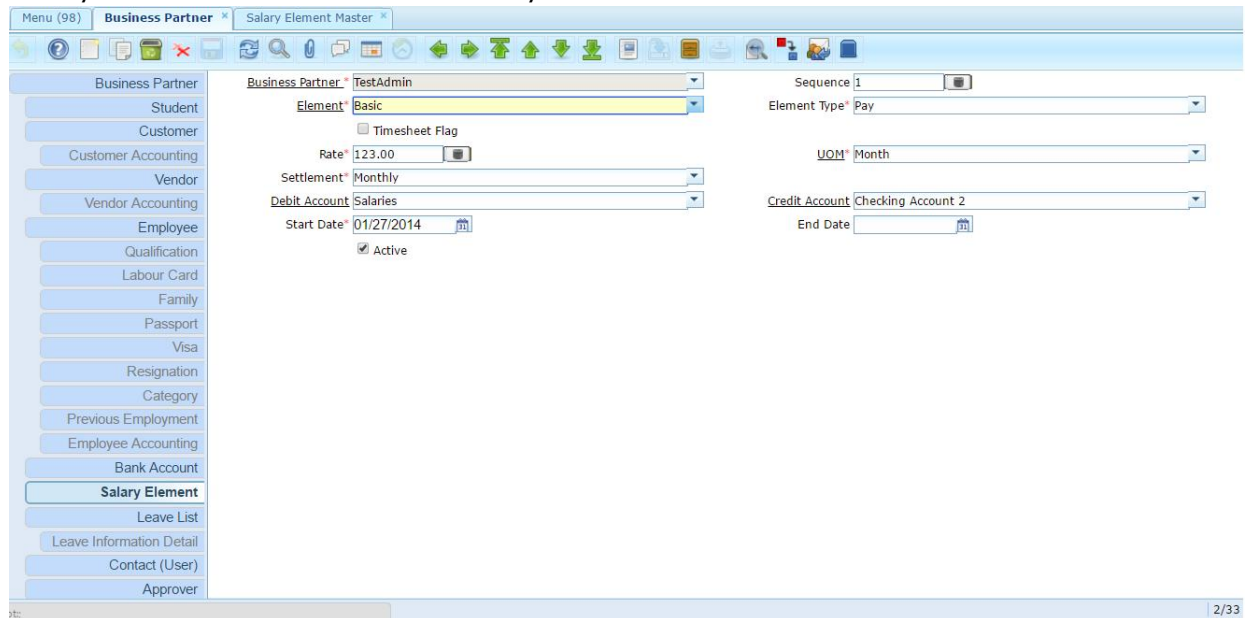 Menu (98) Business Partner × Salary Element Master ×
Business Partner
Student
Customer
Customer Accounting
Vendor
Vendor Accounting
Employee
Qualification
Labour Card
Family
Passport
Visa
Resignation
Category
Previous Employment
Employee Accounting
Bank Account
Salary Element
Leave List
Leave Information Detail
Contact (User)
Approver
Business Partner * TestAdmin Sequence 1
Element* Basic Element Type* Pay
Timesheet Flag
Rate* 123.00 UOM* Month
Settlement* Monthly
Debit Account Salaries Credit Account Checking Account 2
Start Date* 01/27/2014 31 End Date 31
Active
2/33